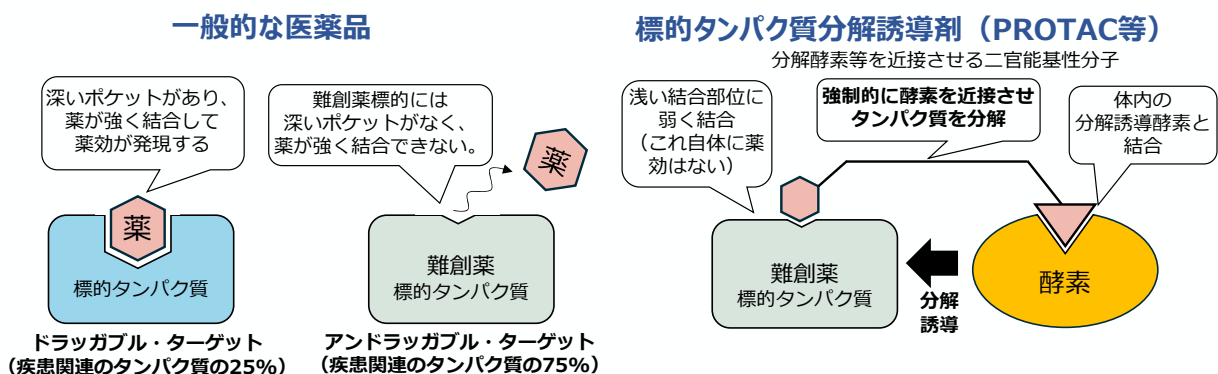 一般的な医薬品
深いポケットがあり、
薬が強く結合して
薬効が発現する
薬
標的タンパク質
ドラッガブル・ターゲット
（疾患関連のタンパク質の25%）
難創薬標的には
深いポケットがなく、
薬が強く結合できない。
薬
難創薬
標的タンパク質
アンドラッガブル・ターゲット
（疾患関連のタンパク質の75%）
標的タンパク質分解誘導剤（PROTAC等）
分解酵素等を近接させる二官能基性分子
浅い結合部位に
弱く結合
（これ自体に薬
効はない）
強制的に酵素を近接させ
タンパク質を分解
体内の
分解誘導酵素と
結合
難創薬
標的タンパク質
分解
誘導
酵素